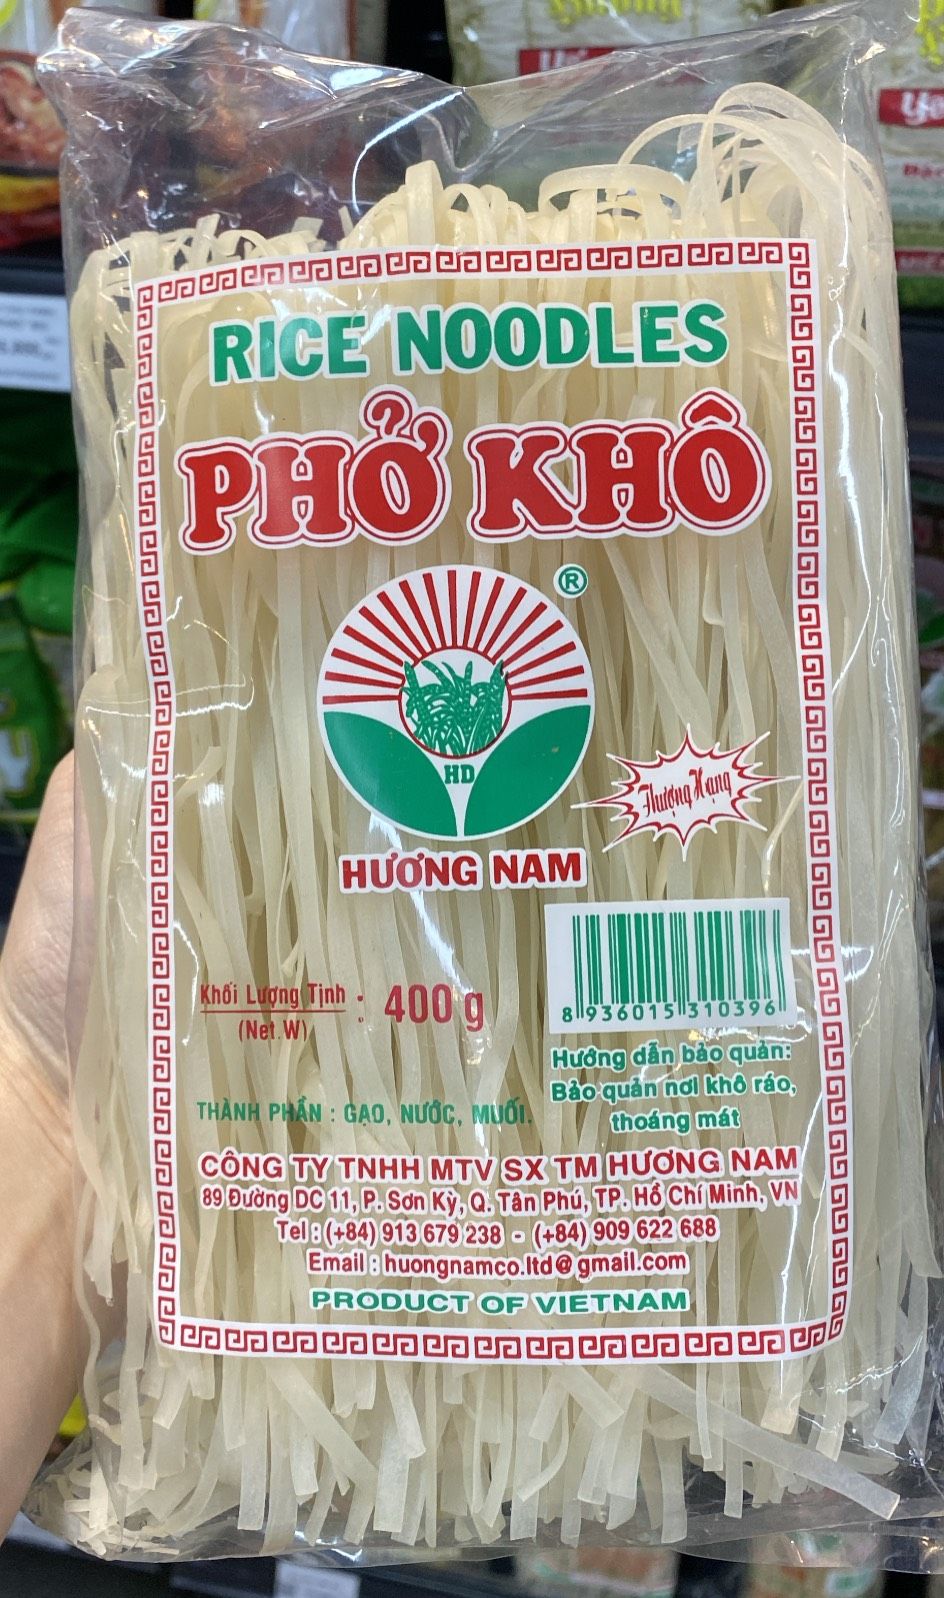 RICE NOODLES
PHỞ KHÔ
®
HD
Thượng Hạng
HƯƠNG NAM
8 936015 310396
Khối Lượng Tịnh : 400 g
(Net.W)
Hướng dẫn bảo quản:
Bảo quản nơi khô ráo,
thoáng mát
THÀNH PHẦN : GẠO, NƯỚC, MUỐI.
CÔNG TY TNHH MTV SX TM HƯƠNG NAM
89 Đường DC 11, P. Sơn Kỳ, Q. Tân Phú, TP. Hồ Chí Minh, VN
Tel : (+84) 913 679 238 - (+84) 909 622 688
Email : huongnamco.ltd@gmail.com
PRODUCT OF VIETNAM